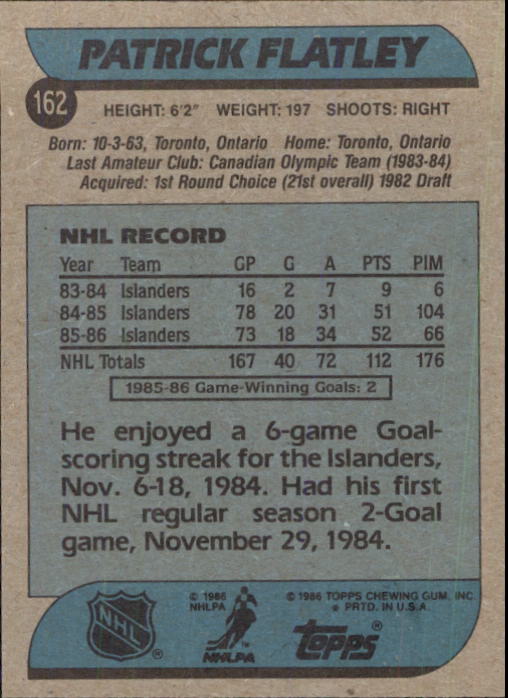 PATRICK FLATLEY
162
HEIGHT: 6'2" WEIGHT: 197 SHOOTS: RIGHT
Born: 10-3-63, Toronto, Ontario Home: Toronto, Ontario
Last Amateur Club: Canadian Olympic Team (1983-84)
Acquired: 1st Round Choice (21st overall) 1982 Draft
NHL RECORD
Year Team GP G A PTS PIM
83-84 Islanders 16 2 7 9 6
84-85 Islanders 78 20 31 51 104
85-86 Islanders 73 18 34 52 66
NHL Totals 167 40 72 112 176
1985-86 Game-Winning Goals: 2
He enjoyed a 6-game Goal-
scoring streak for the Islanders,
Nov. 6-18, 1984. Had his first
NHL regular season 2-Goal
game, November 29, 1984.
© 1986 © 1986 TOPPS CHEWING GUM, INC.
NHLPA ® PRTD. IN U.S.A.
NHL ® NHLPA ™ Topps ®